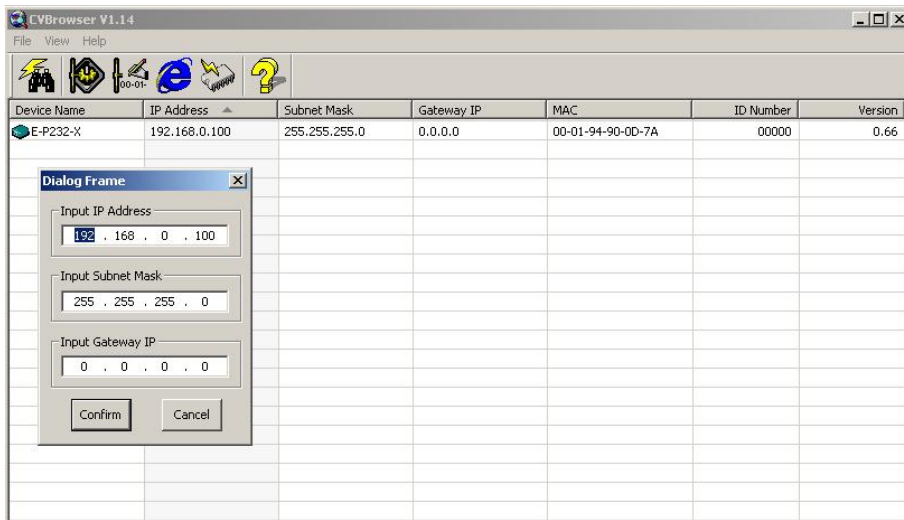 CVBrowser V1.14
File View Help
00-01-
Device Name IP Address Subnet Mask Gateway IP MAC ID Number Version
E-P232-X 192.168.0.100 255.255.255.0 0.0.0.0 00-01-94-90-0D-7A 00000 0.66
Dialog Frame
Input IP Address
192 . 168 . 0 . 100
Input Subnet Mask
255 . 255 . 255 . 0
Input Gateway IP
0 . 0 . 0 . 0
Confirm Cancel